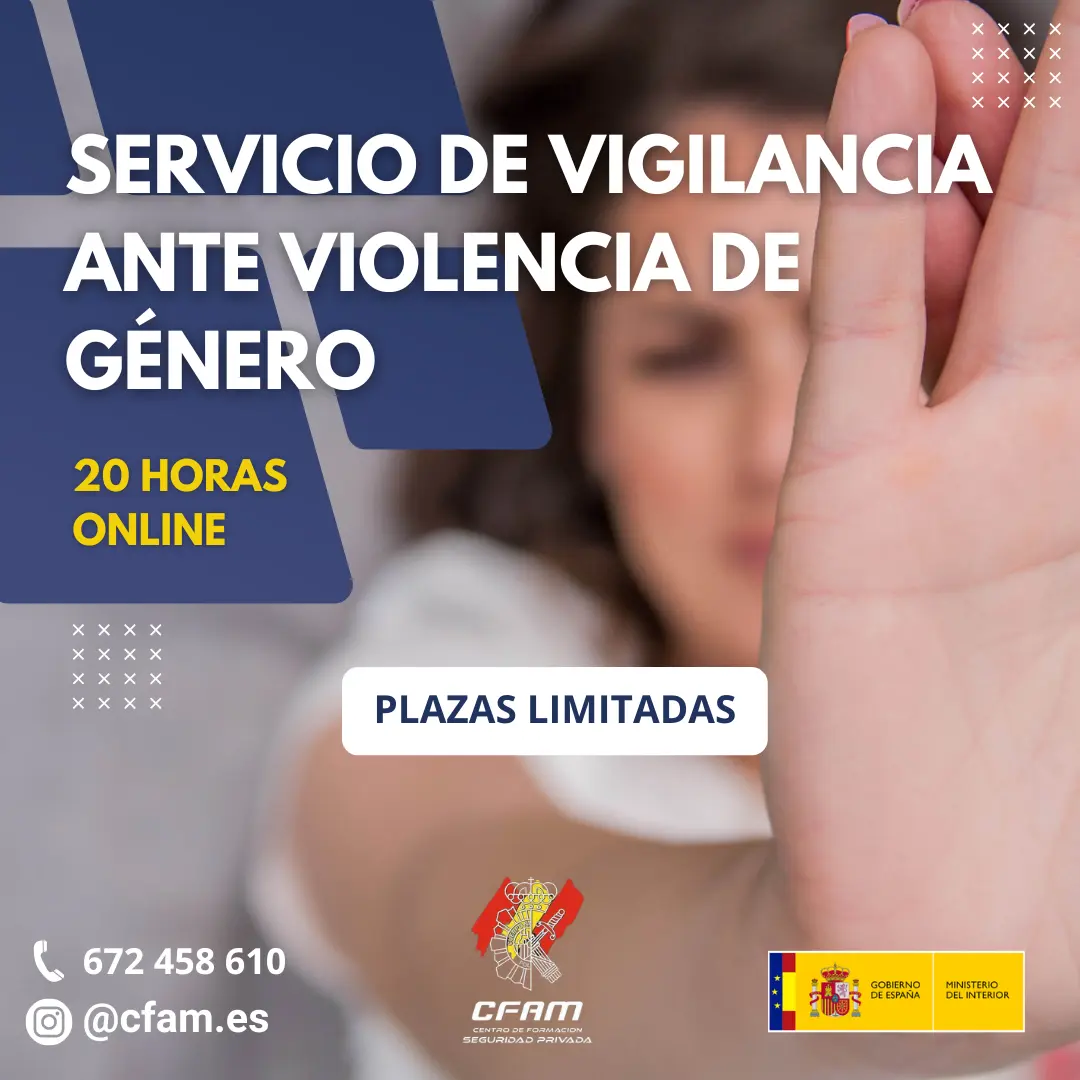 SERVICIO DE VIGILANCIA
ANTE VIOLENCIA DE
GÉNERO
20 HORAS
ONLINE
PLAZAS LIMITADAS
672 458 610
@cfam.es
CFAM
CENTRO DE FORMACION
SEGURIDAD PRIVADA
GOBIERNO
DE ESPAÑA
MINISTERIO
DEL INTERIOR